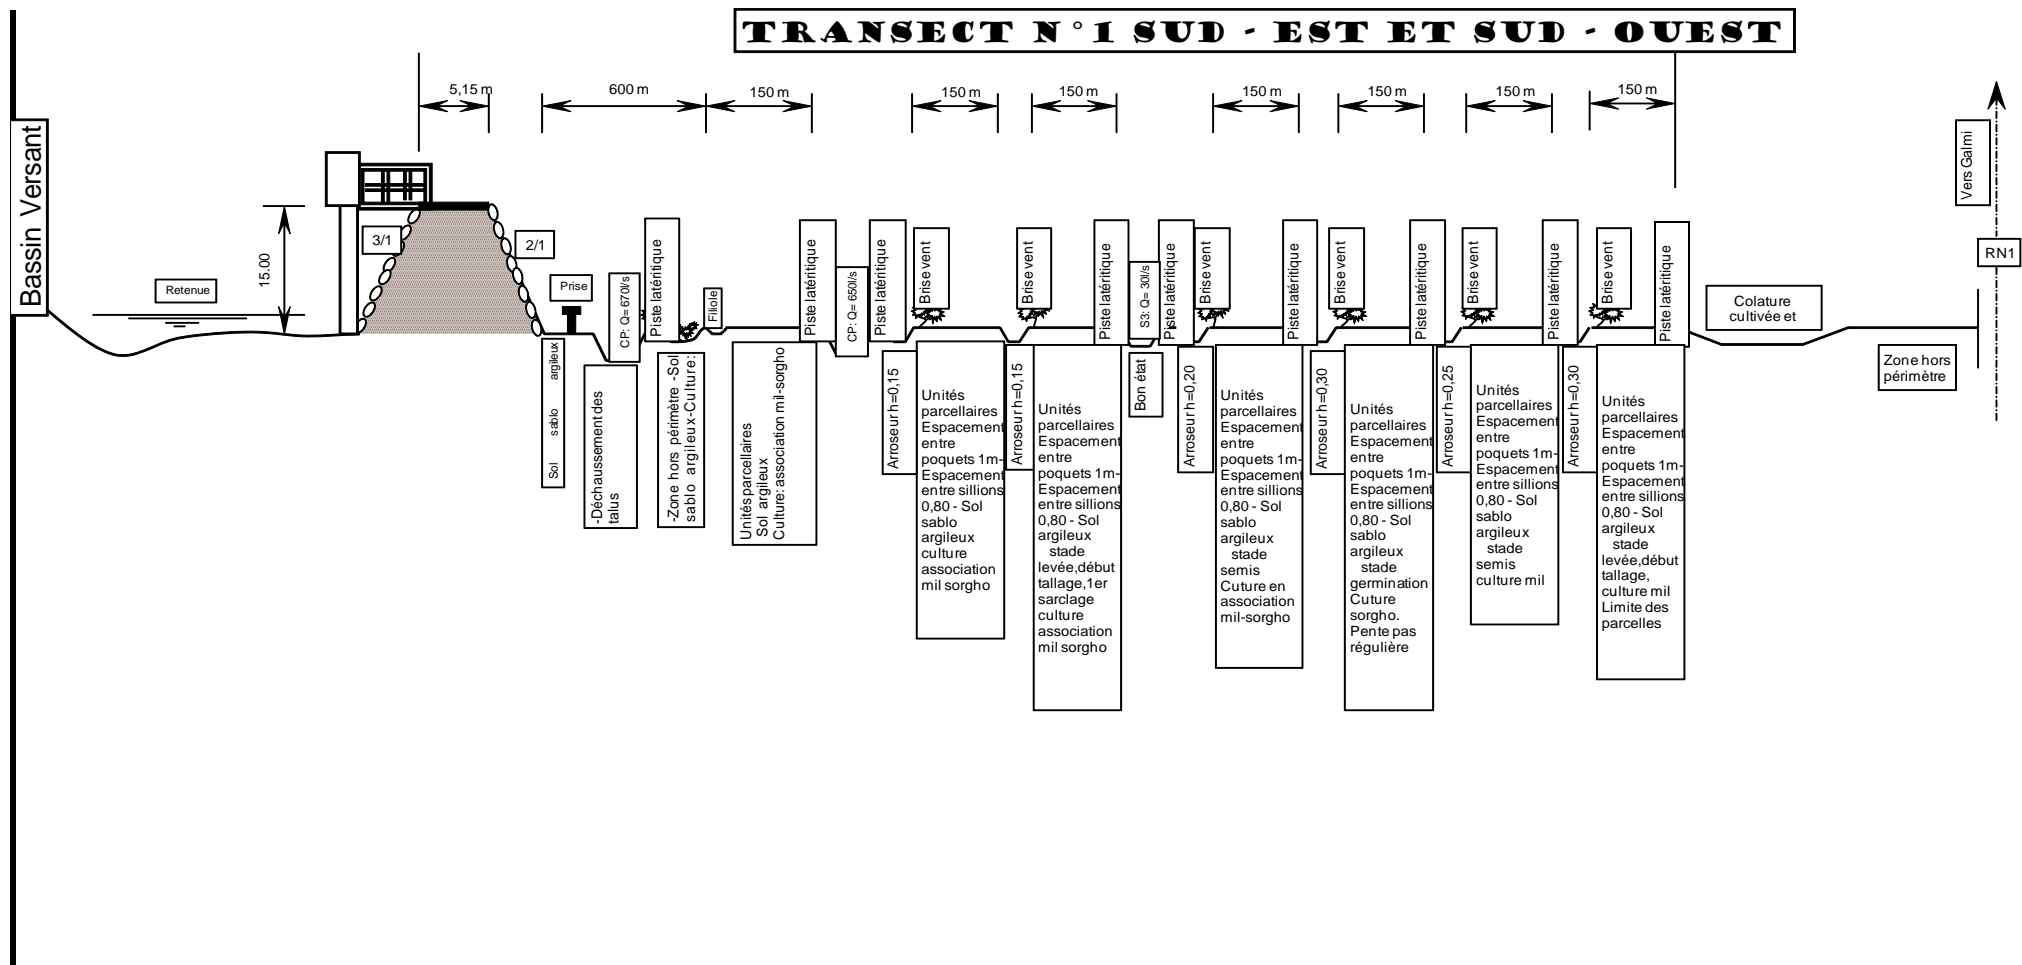 TRANSECT N°1 SUD - EST ET SUD - OUEST
5,15 m
600 m
150 m
150 m
150 m
150 m
150 m
150 m
150 m
Bassin Versant
Retenue
15.00
3/1
2/1
Prise
CP: Q= 670l/s
Piste latéritique
Filiole
Piste latéritique
CP: Q= 650l/s
Piste latéritique
Brise vent
Brise vent
Piste latéritique
S3: Q= 30l/s
Piste latéritique
Brise vent
Piste latéritique
Brise vent
Piste latéritique
Brise vent
Piste latéritique
Brise vent
Piste latéritique
Colature
cultivée et
Vers Galmi
RN1
Zone hors
périmètre
Sol sablo argileux
-Déchaussement des
talus
-Zone hors périmètre -Sol
sablo argileux-Culture:
Unités parcellaires
Sol argileux
Culture: association mil-sorgho
Arroseur h=0,15
Unités
parcellaires
Espacement
entre
poquets 1m-
Espacement
entre sillions
0,80 - Sol
sablo
argileux
culture
association
mil sorgho
Arroseur h=0,15
Unités
parcellaires
Espacement
entre
poquets 1m-
Espacement
entre sillions
0,80 - Sol
argileux
stade
levée,début
tallage,1er
sarclage
culture
association
mil sorgho
Bon état
Arroseur h=0,20
Unités
parcellaires
Espacement
entre
poquets 1m-
Espacement
entre sillions
0,80 - Sol
sablo
argileux
stade
semis
Cuture en
association
mil-sorgho
Arroseur h=0,30
Unités
parcellaires
Espacement
entre
poquets 1m-
Espacement
entre sillions
0,80 - Sol
sablo
argileux
stade
germination
Cuture
sorgho.
Pente pas
régulière
Arroseur h=0,25
Unités
parcellaires
Espacement
entre
poquets 1m-
Espacement
entre sillions
0,80 - Sol
sablo
argileux
stade
semis
culture mil
Arroseur h=0,30
Unités
parcellaires
Espacement
entre
poquets 1m-
Espacement
entre sillions
0,80 - Sol
argileux
stade
levée,début
tallage,
culture mil
Limite des
parcelles